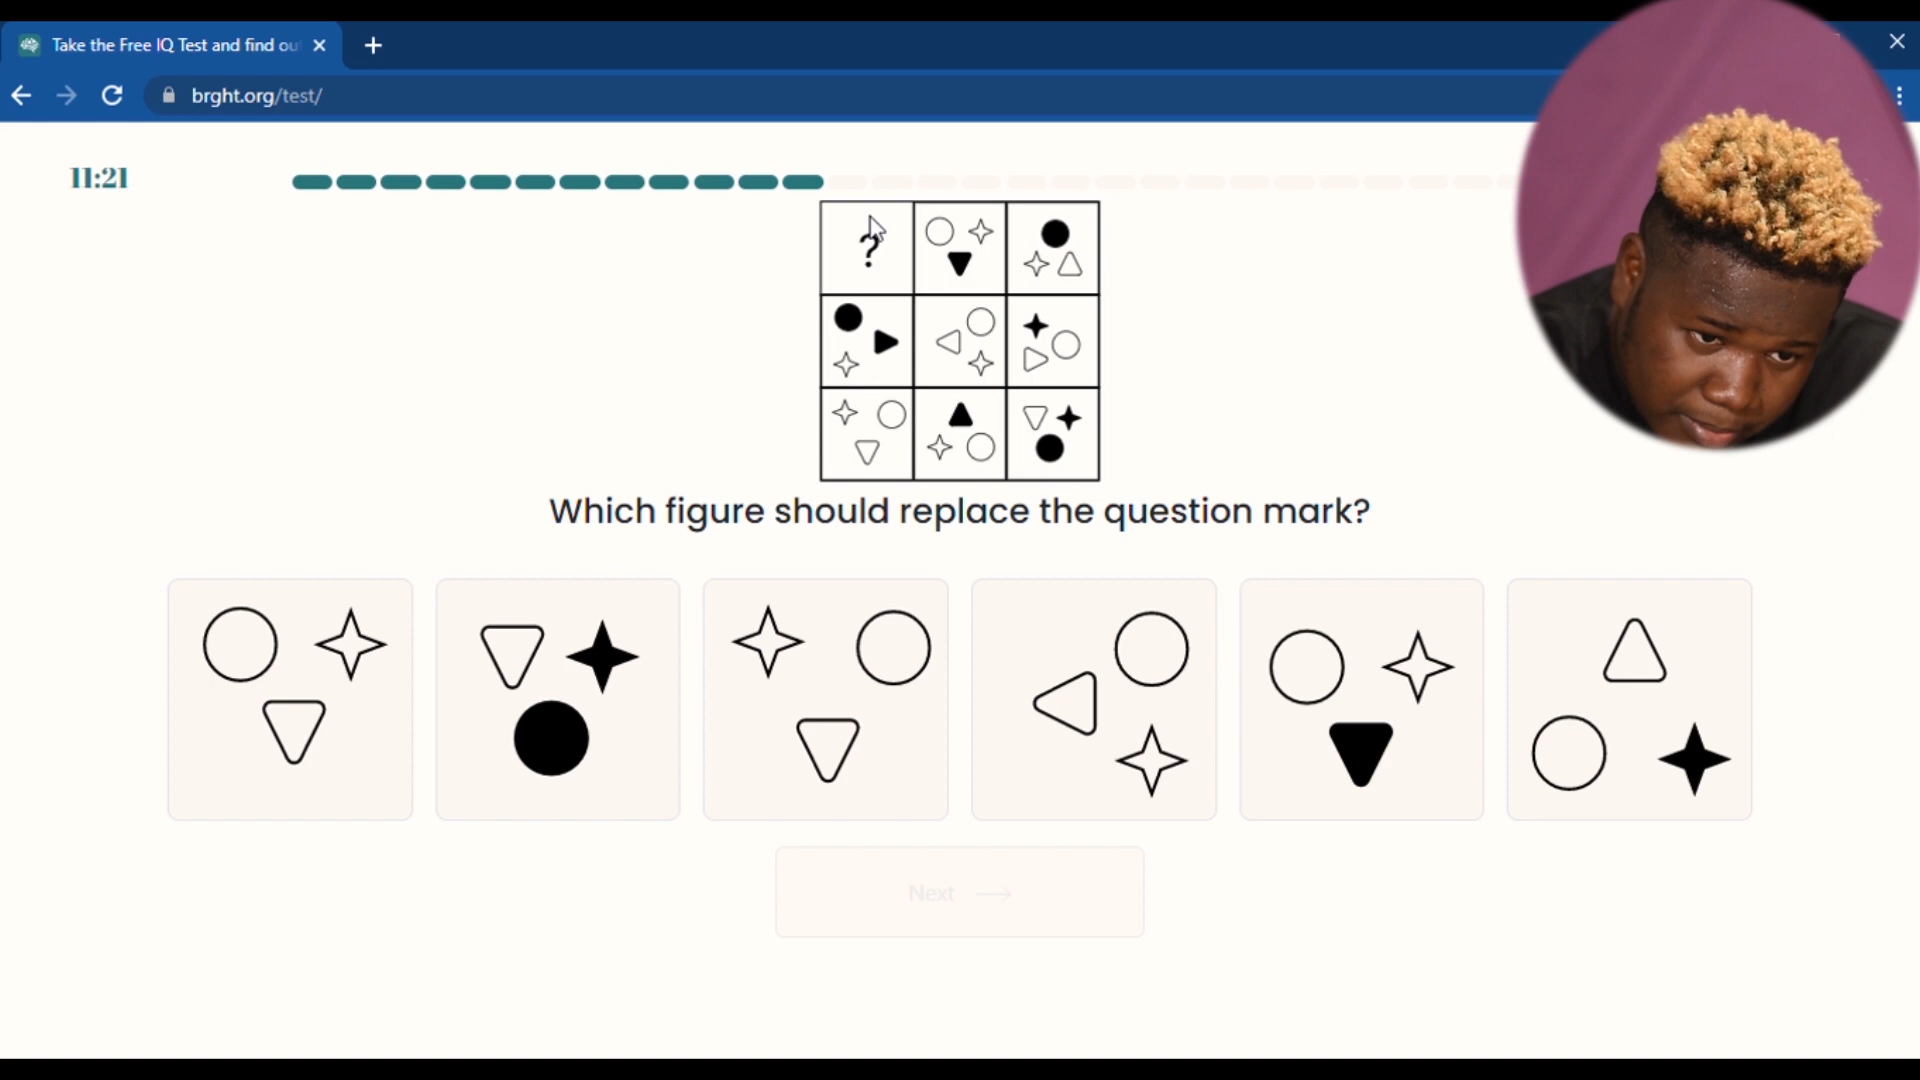 Take the Free IQ Test and find ou
brght.org/test/
11:21
?
Which figure should replace the question mark?
Next